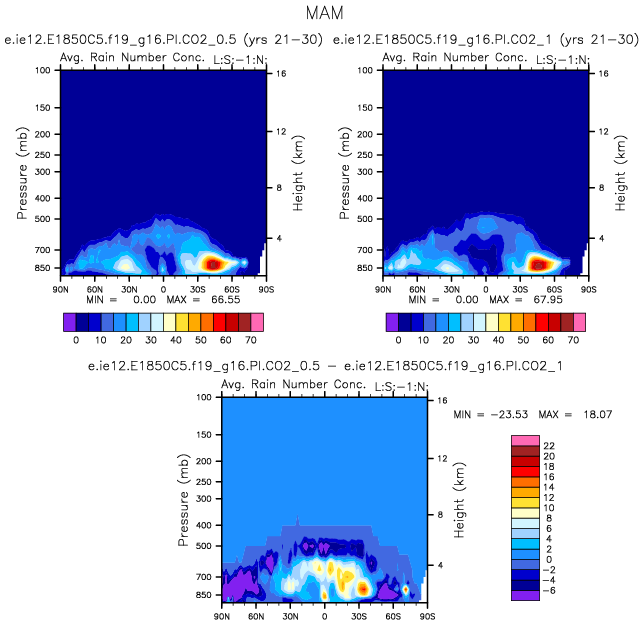 MAM
e.ie12.E1850C5.f19_g16.PI.CO2_0.5 (yrs 21-30)
e.ie12.E1850C5.f19_g16.PI.CO2_1 (yrs 21-30)
Avg. Rain Number Conc. L:S:-1:N:
Avg. Rain Number Conc. L:S:-1:N:
Pressure (mb)
100
150
200
250
300
400
500
700
850
16
12
8
4
Height (km)
90N 60N 30N 0 30S 60S 90S
MIN = 0.00 MAX = 66.55
0 5 10 15 20 25 30 35 40 45 50 55 60 65 70
Pressure (mb)
100
150
200
250
300
400
500
700
850
16
12
8
4
Height (km)
90N 60N 30N 0 30S 60S 90S
MIN = 0.00 MAX = 67.95
0 10 20 30 40 50 60 70
e.ie12.E1850C5.f19_g16.PI.CO2_0.5 - e.ie12.E1850C5.f19_g16.PI.CO2_1
Avg. Rain Number Conc. L:S:-1:N:
Pressure (mb)
100
150
200
250
300
400
500
700
850
16
12
8
4
Height (km)
90N 60N 30N 0 30S 60S 90S
MIN = -23.53 MAX = 18.07
22
20
18
16
14
12
10
8
6
4
2
0
-2
-4
-6